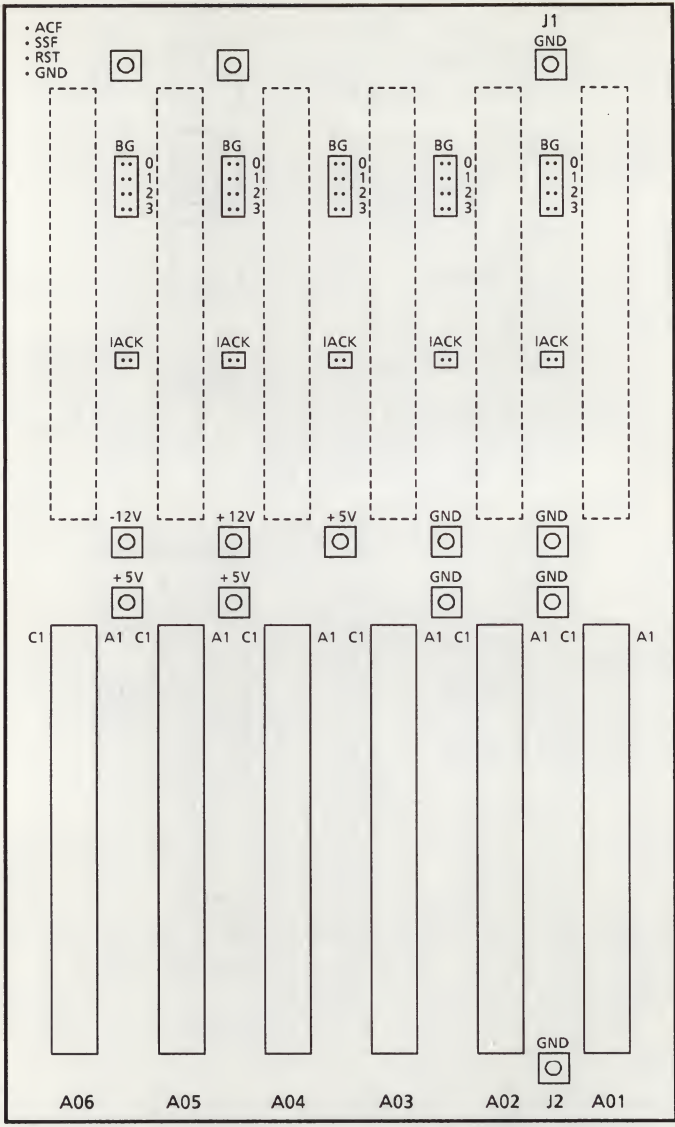 • ACF
• SSF
• RST
• GND
J1
GND
BG BG BG BG BG
0 0 0 0 0
1 1 1 1 1
2 2 2 2 2
3 3 3 3 3
IACK IACK IACK IACK IACK
-12V +12V +5V GND GND
+5V +5V GND GND
C1 A1 C1 A1 C1 A1 C1 A1 C1 A1 C1 A1
GND
A06 A05 A04 A03 A02 J2 A01